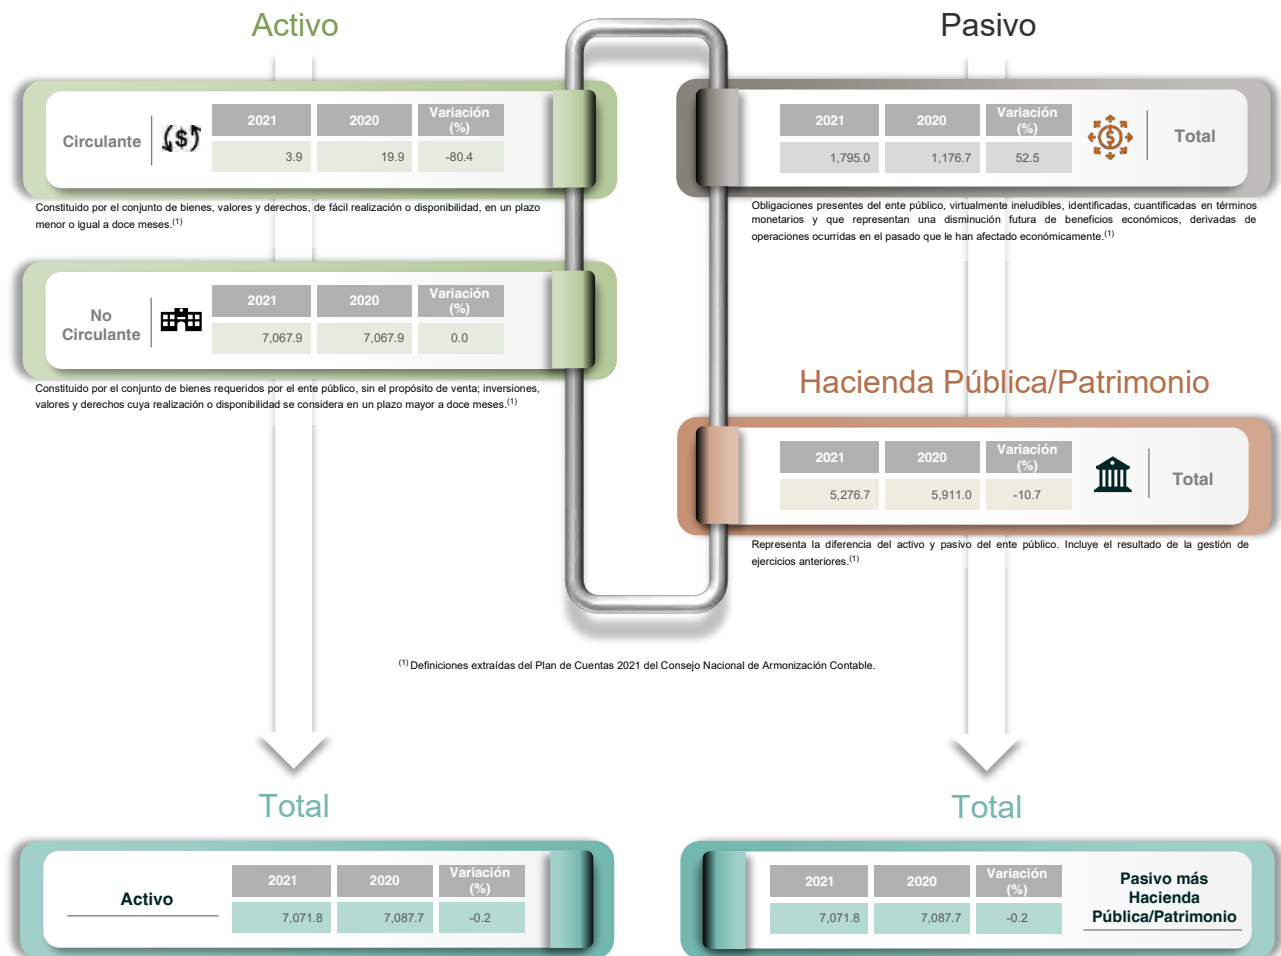 Activo
Circulante
2021 2020 Variación
(%)
3.9 19.9 -80.4
Constituido por el conjunto de bienes, valores y derechos, de fácil realización o disponibilidad, en un plazo
menor o igual a doce meses.(1)
No
Circulante
2021 2020 Variación
(%)
7,067.9 7,067.9 0.0
Constituido por el conjunto de bienes requeridos por el ente público, sin el propósito de venta; inversiones,
valores y derechos cuya realización o disponibilidad se considera en un plazo mayor a doce meses.(1)
Pasivo
2021 2020 Variación
(%)
1,795.0 1,176.7 52.5
Total
Obligaciones presentes del ente público, virtualmente ineludibles, identificadas, cuantificadas en términos
monetarios y que representan una disminución futura de beneficios económicos, derivadas de
operaciones ocurridas en el pasado que le han afectado económicamente.(1)
Hacienda Pública/Patrimonio
2021 2020 Variación
(%)
5,276.7 5,911.0 -10.7
Total
Representa la diferencia del activo y pasivo del ente público. Incluye el resultado de la gestión de
ejercicios anteriores.(1)
(1) Definiciones extraídas del Plan de Cuentas 2021 del Consejo Nacional de Armonización Contable.
Total
Activo
2021 2020 Variación
(%)
7,071.8 7,087.7 -0.2
Total
2021 2020 Variación
(%)
7,071.8 7,087.7 -0.2
Pasivo más
Hacienda
Pública/Patrimonio